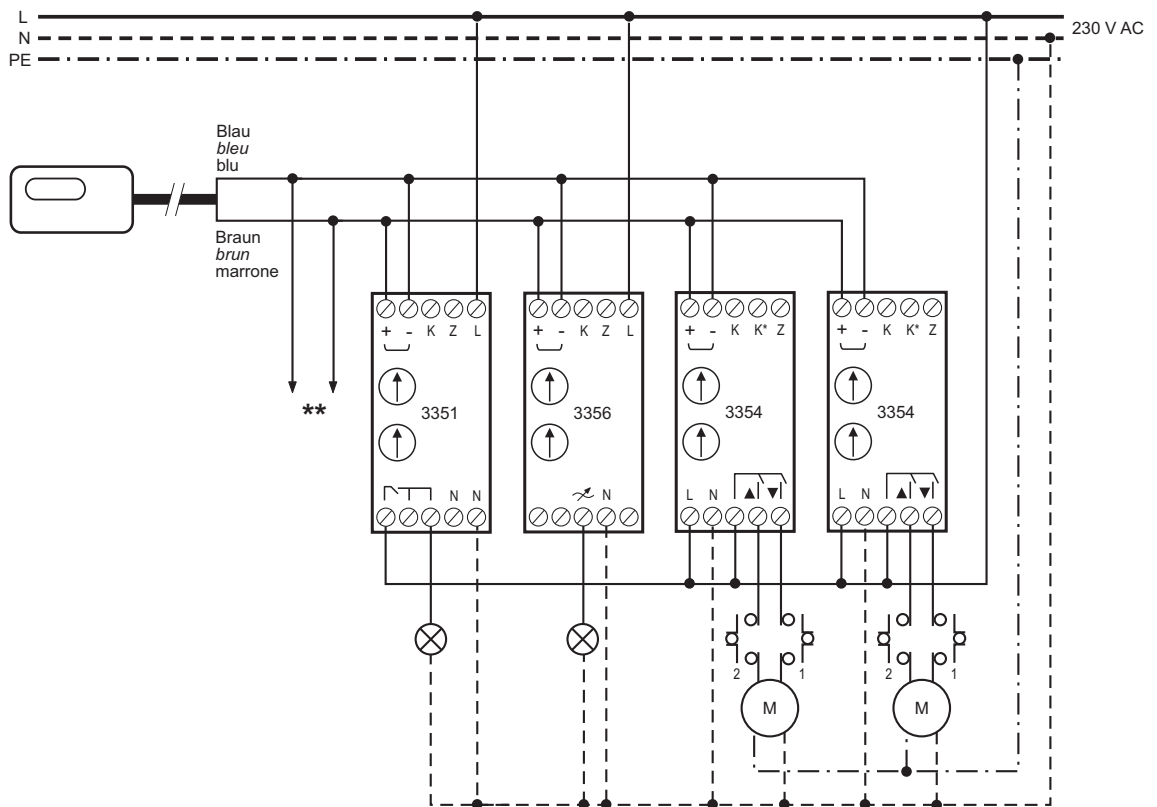 L
N
230 V AC
PE
Blau
bleu
blu
Braun
brun
marrone
**
+ - K Z L
3351
N N
+ - K Z L
3356
N
+ - K K* Z
3354
L N
+ - K K* Z
3354
L N
2 1
M
2 1
M